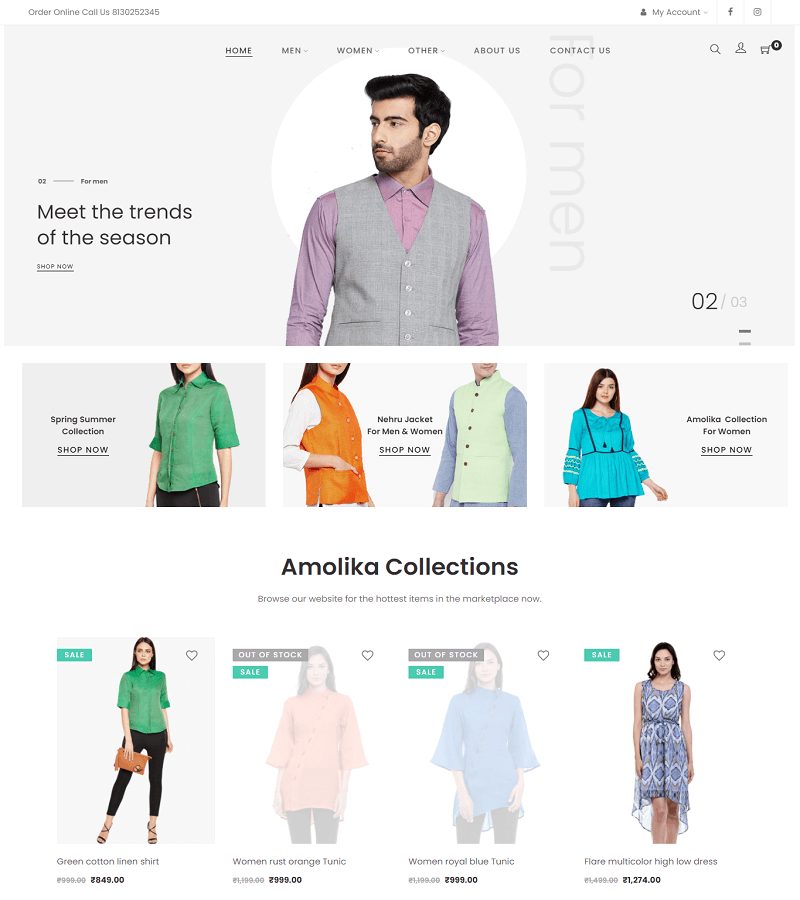 Order Online Call Us 8130252345
My Account
HOME
MEN
WOMEN
OTHER
ABOUT US
CONTACT US
0
For men
02
For men
Meet the trends
of the season
SHOP NOW
02 / 03
Spring Summer
Collection
SHOP NOW
Nehru Jacket
For Men & Women
SHOP NOW
Amolika Collection
For Women
SHOP NOW
Amolika Collections
Browse our website for the hottest items in the marketplace now.
SALE
OUT OF STOCK
SALE
OUT OF STOCK
SALE
SALE
Green cotton linen shirt
₹999.00 ₹849.00
Women rust orange Tunic
₹1,199.00 ₹999.00
Women royal blue Tunic
₹1,199.00 ₹999.00
Flare multicolor high low dress
₹1,499.00 ₹1,274.00